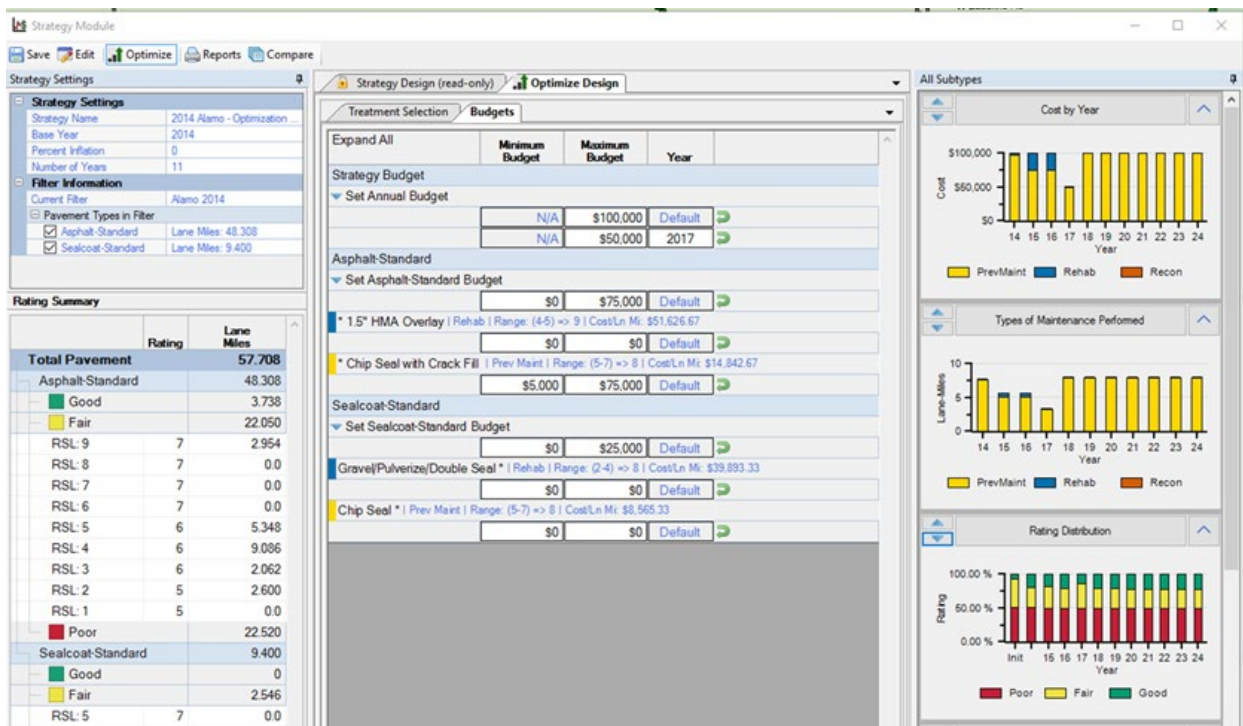 Strategy Module
Save Edit Optimize Reports Compare
Strategy Settings
Strategy Settings
Strategy Name 2014 Alamo - Optimization ...
Base Year 2014
Percent Inflation 0
Number of Years 11
Filter Information
Current Filter Alamo 2014
Pavement Types in Filter
Asphalt-Standard Lane Miles: 48.308
Sealcoat-Standard Lane Miles: 9.400
Rating Summary
Rating Lane Miles
Total Pavement 57.708
Asphalt-Standard 48.308
Good 3.738
Fair 22.050
RSL: 9 7 2.954
RSL: 8 7 0.0
RSL: 7 7 0.0
RSL: 6 7 0.0
RSL: 5 6 5.348
RSL: 4 6 9.086
RSL: 3 6 2.062
RSL: 2 5 2.600
RSL: 1 5 0.0
Poor 22.520
Sealcoat-Standard 9.400
Good 0
Fair 2.546
RSL: 5 7 0.0
Strategy Design (read-only) Optimize Design
Treatment Selection Budgets
Expand All Minimum Budget Maximum Budget Year
Strategy Budget
Set Annual Budget
N/A $100,000 Default
N/A $50,000 2017
Asphalt-Standard
Set Asphalt-Standard Budget
$0 $75,000 Default
* 1.5" HMA Overlay | Rehab | Range: (4-5) => 9 | Cost/Ln Mi: $51,626.67
$0 $0 Default
* Chip Seal with Crack Fill | Prev Maint | Range: (5-7) => 8 | Cost/Ln Mi: $14,842.67
$5,000 $75,000 Default
Sealcoat-Standard
Set Sealcoat-Standard Budget
$0 $25,000 Default
Gravel/Pulverize/Double Seal * | Rehab | Range: (2-4) => 8 | Cost/Ln Mi: $39,893.33
$0 $0 Default
Chip Seal * | Prev Maint | Range: (5-7) => 8 | Cost/Ln Mi: $8,565.33
$0 $0 Default
All Subtypes
Cost by Year
$100,000
$50,000
$0
Cost
14 15 16 17 18 19 20 21 22 23 24
Year
PrevMaint Rehab Recon
Types of Maintenance Performed
10
5
0
Lane-Miles
14 15 16 17 18 19 20 21 22 23 24
Year
PrevMaint Rehab Recon
Rating Distribution
100.00 %
50.00 %
0.00 %
Rating
Init 15 16 17 18 19 20 21 22 23 24
Year
Poor Fair Good